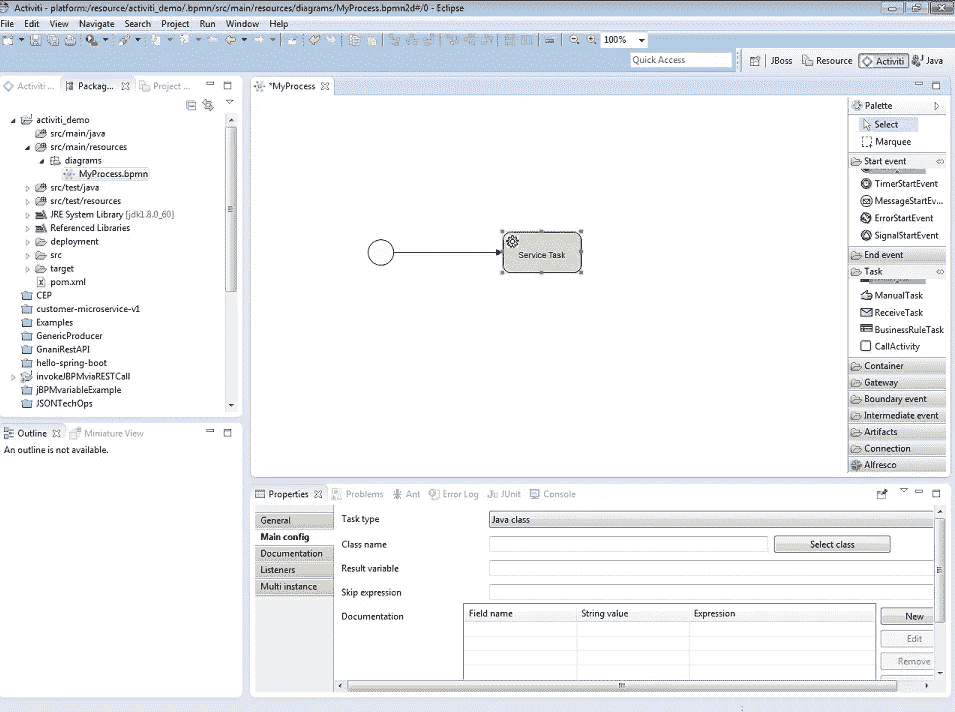 Activiti - platform:/resource/activiti_demo/.bpmn/src/main/resources/diagrams/MyProcess.bpmn2d#/0 - Eclipse
File Edit View Navigate Search Project Run Window Help
100%
Quick Access
JBoss Resource Activiti Java
Activiti ... Packag... Project ...
activiti_demo
src/main/java
src/main/resources
diagrams
MyProcess.bpmn
src/test/java
src/test/resources
JRE System Library [jdk1.8.0_60]
Referenced Libraries
deployment
src
target
pom.xml
CEP
customer-microservice-v1
Examples
GenericProducer
GnaniRestAPI
hello-spring-boot
invokeJBPMviaRESTCall
jBPMvariableExample
JSONTechOps
Outline Miniature View
An outline is not available.
*MyProcess
Service Task
Palette
Select
Marquee
Start event
TimerStartEvent
MessageStartEv...
ErrorStartEvent
SignalStartEvent
End event
Task
ManualTask
ReceiveTask
BusinessRuleTask
CallActivity
Container
Gateway
Boundary event
Intermediate event
Artifacts
Connection
Alfresco
Properties Problems Ant Error Log JUnit Console
General
Main config
Documentation
Listeners
Multi instance
Task type Java class
Class name Select class
Result variable
Skip expression
Documentation Field name String value Expression
New
Edit
Remove